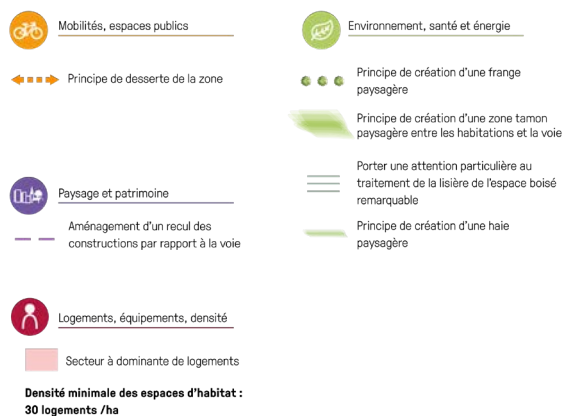 Mobilités, espaces publics
Principe de desserte de la zone
Paysage et patrimoine
Aménagement d'un recul des
constructions par rapport à la voie
Logements, équipements, densité
Secteur à dominante de logements
Densité minimale des espaces d'habitat :
30 logements /ha
Environnement, santé et énergie
Principe de création d'une frange
paysagère
Principe de création d'une zone tamon
paysagère entre les habitations et la voie
Porter une attention particulière au
traitement de la lisière de l'espace boisé
remarquable
Principe de création d'une haie
paysagère